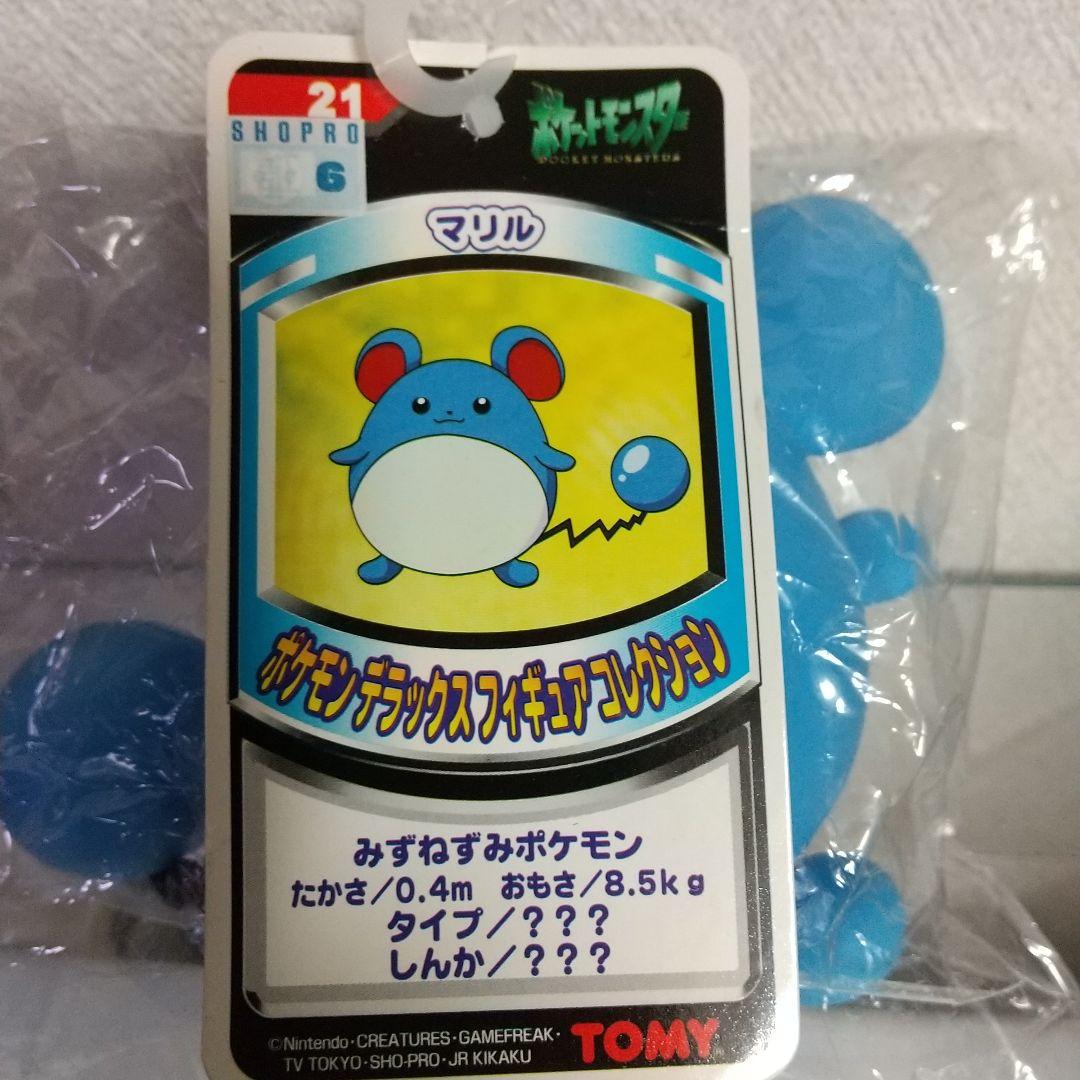 21
SHOPRO
6
ポケットモンスター
POCKET MONSTERS
マリル
ポケモン デラックス フィギュア コレクション
みずねずみポケモン
たかさ/0.4m おもさ/8.5kg
タイプ/???
しんか/???
©Nintendo・CREATURES・GAMEFREAK・
TV TOKYO・SHO-PRO・JR KIKAKU
TOMY